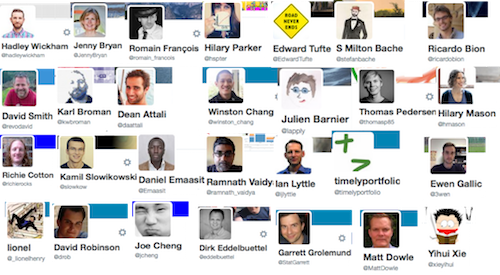 ROAD
NEVER
ENDS
Hadley Wickham
@hadleywickham
Jenny Bryan
@JennyBryan
Romain François
@romain_francois
Hilary Parker
@hspter
Edward Tufte
@EdwardTufte
S Milton Bache
@stefanbache
Ricardo Bion
@ricardobion
David Smith
@revodavid
Karl Broman
@kwbroman
Dean Attali
@daattali
Winston Chang
@winston_chang
Julien Barnier
@lapply
Thomas Pedersen
@thomasp85
Hilary Mason
@hmason
Richie Cotton
@richierocks
Kamil Slowikowski
@slowkow
Daniel Emaasit
@Emaasit
Ramnath Vaidy
@ramnath_vaidya
Ian Lyttle
@ijlyttle
timelyportfolio
@timelyportfolio
Ewen Gallic
@3wen
lionel
@_lionelhenry
David Robinson
@drob
Joe Cheng
@jcheng
Dirk Eddelbuettel
@eddelbuettel
Garrett Grolemund
@StatGarrett
Matt Dowle
@MattDowle
Yihui Xie
@xieyihui